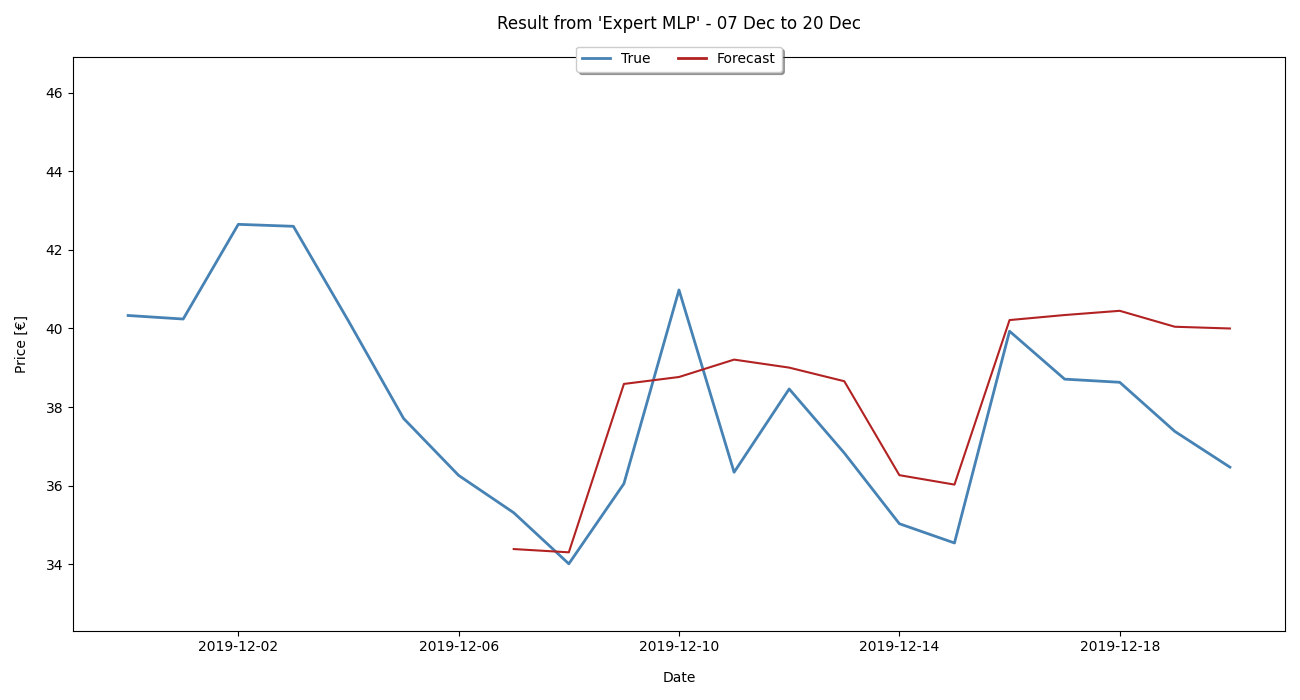 Result from 'Expert MLP' - 07 Dec to 20 Dec
True Forecast
46
44
42
40
38
36
34
Price [€]
2019-12-02 2019-12-06 2019-12-10 2019-12-14 2019-12-18
Date